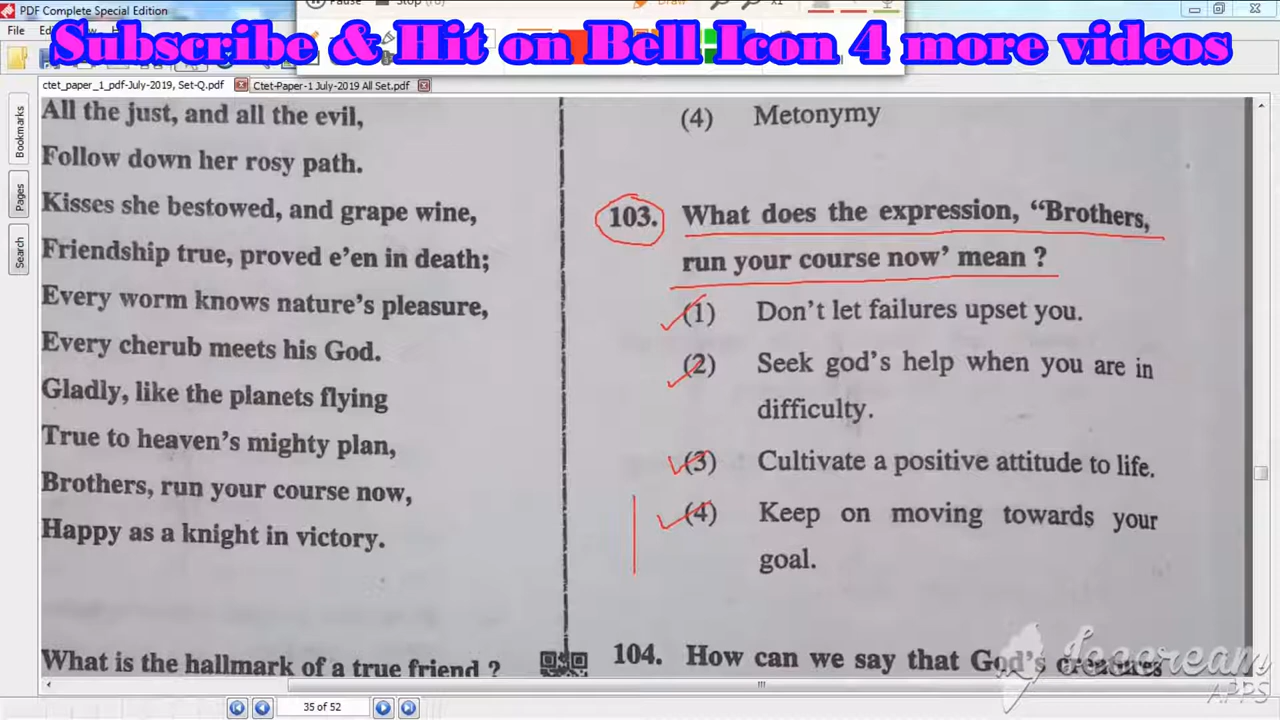 PDF Complete Special Edition
Subscribe & Hit on Bell Icon 4 more videos
ctet_paper_1_pdf-July-2019, Set-Q.pdf
Ctet-Paper-1 July-2019 All Set.pdf
Bookmarks
Pages
Search
All the just, and all the evil,
Follow down her rosy path.
Kisses she bestowed, and grape wine,
Friendship true, proved e'en in death;
Every worm knows nature's pleasure,
Every cherub meets his God.
Gladly, like the planets flying
True to heaven's mighty plan,
Brothers, run your course now,
Happy as a knight in victory.
What is the hallmark of a true friend ?
(4) Metonymy
103. What does the expression, “Brothers,
run your course now’ mean ?
(1) Don't let failures upset you.
(2) Seek god's help when you are in
difficulty.
(3) Cultivate a positive attitude to life.
(4) Keep on moving towards your
goal.
104. How can we say that God's creatures
Icecream
APPS
35 of 52